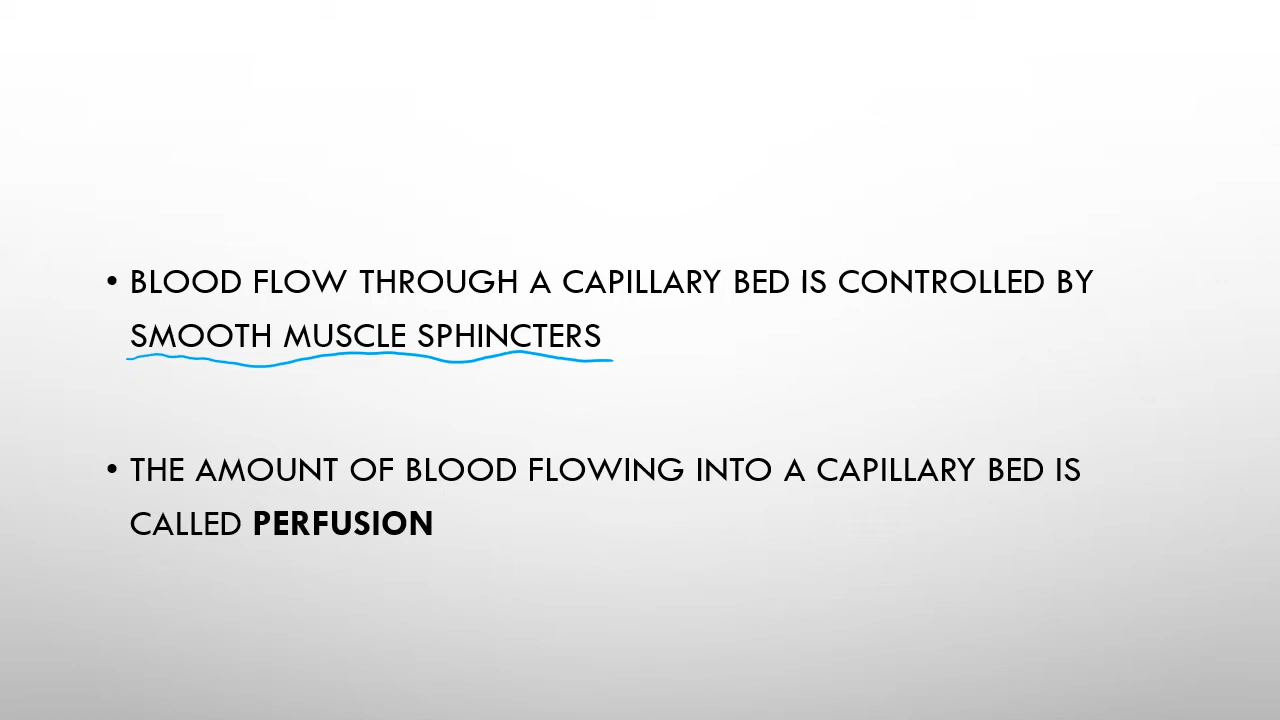 • BLOOD FLOW THROUGH A CAPILLARY BED IS CONTROLLED BY
SMOOTH MUSCLE SPHINCTERS
• THE AMOUNT OF BLOOD FLOWING INTO A CAPILLARY BED IS
CALLED PERFUSION